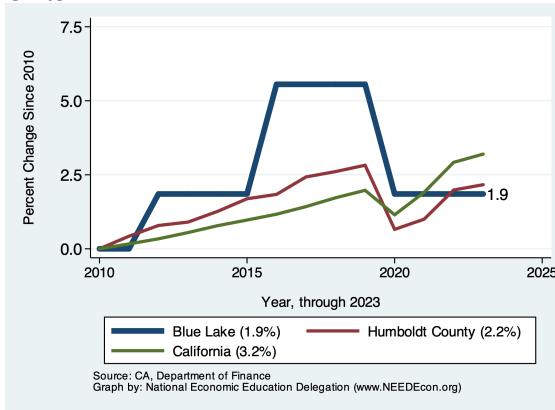 7.5
5.0
2.5
0.0
Percent Change Since 2010
1.9
2010 2015 2020 2025
Year, through 2023
Blue Lake (1.9%) Humboldt County (2.2%)
California (3.2%)
Source: CA, Department of Finance
Graph by: National Economic Education Delegation (www.NEEDEcon.org)